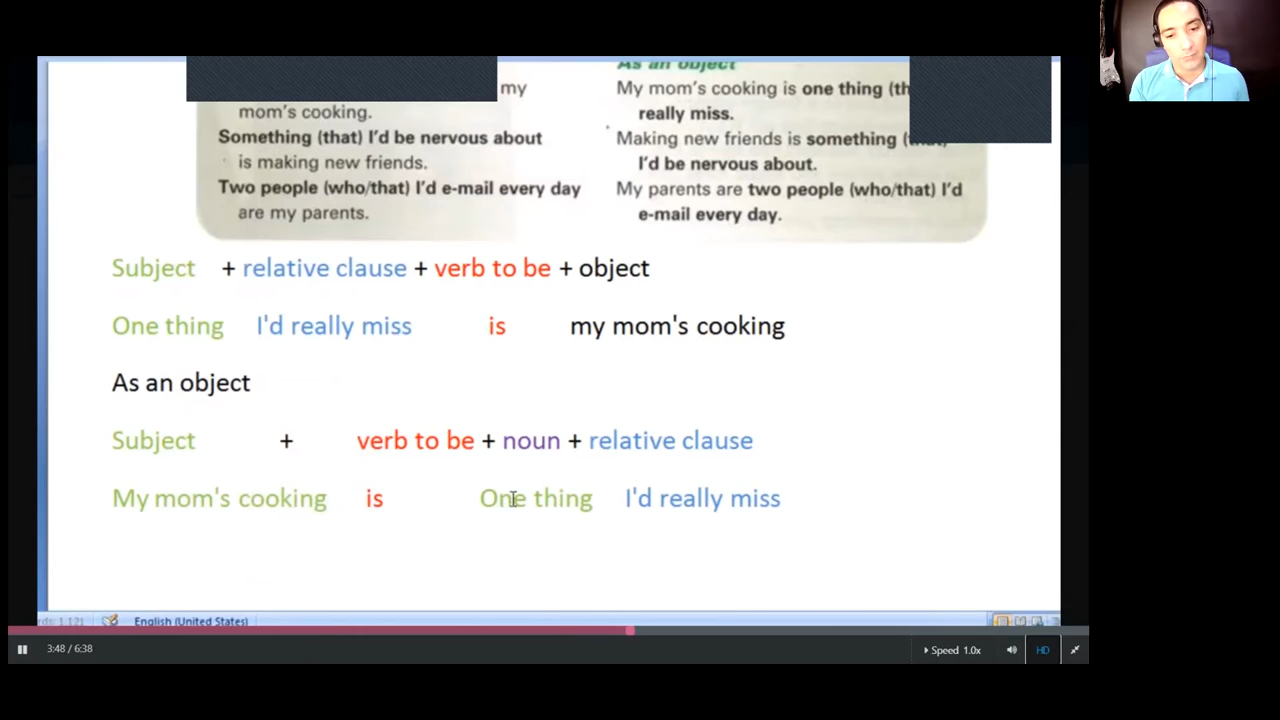 my
mom's cooking.
Something (that) I'd be nervous about
is making new friends.
Two people (who/that) I'd e-mail every day
are my parents.
As an object
My mom's cooking is one thing (th
really miss.
Making new friends is something (that)
I'd be nervous about.
My parents are two people (who/that) I'd
e-mail every day.
Subject + relative clause + verb to be + object
One thing I'd really miss is my mom's cooking
As an object
Subject + verb to be + noun + relative clause
My mom's cooking is One thing I'd really miss
rds: 1,121 English (United States)
3:48 / 6:38 Speed 1.0x HD